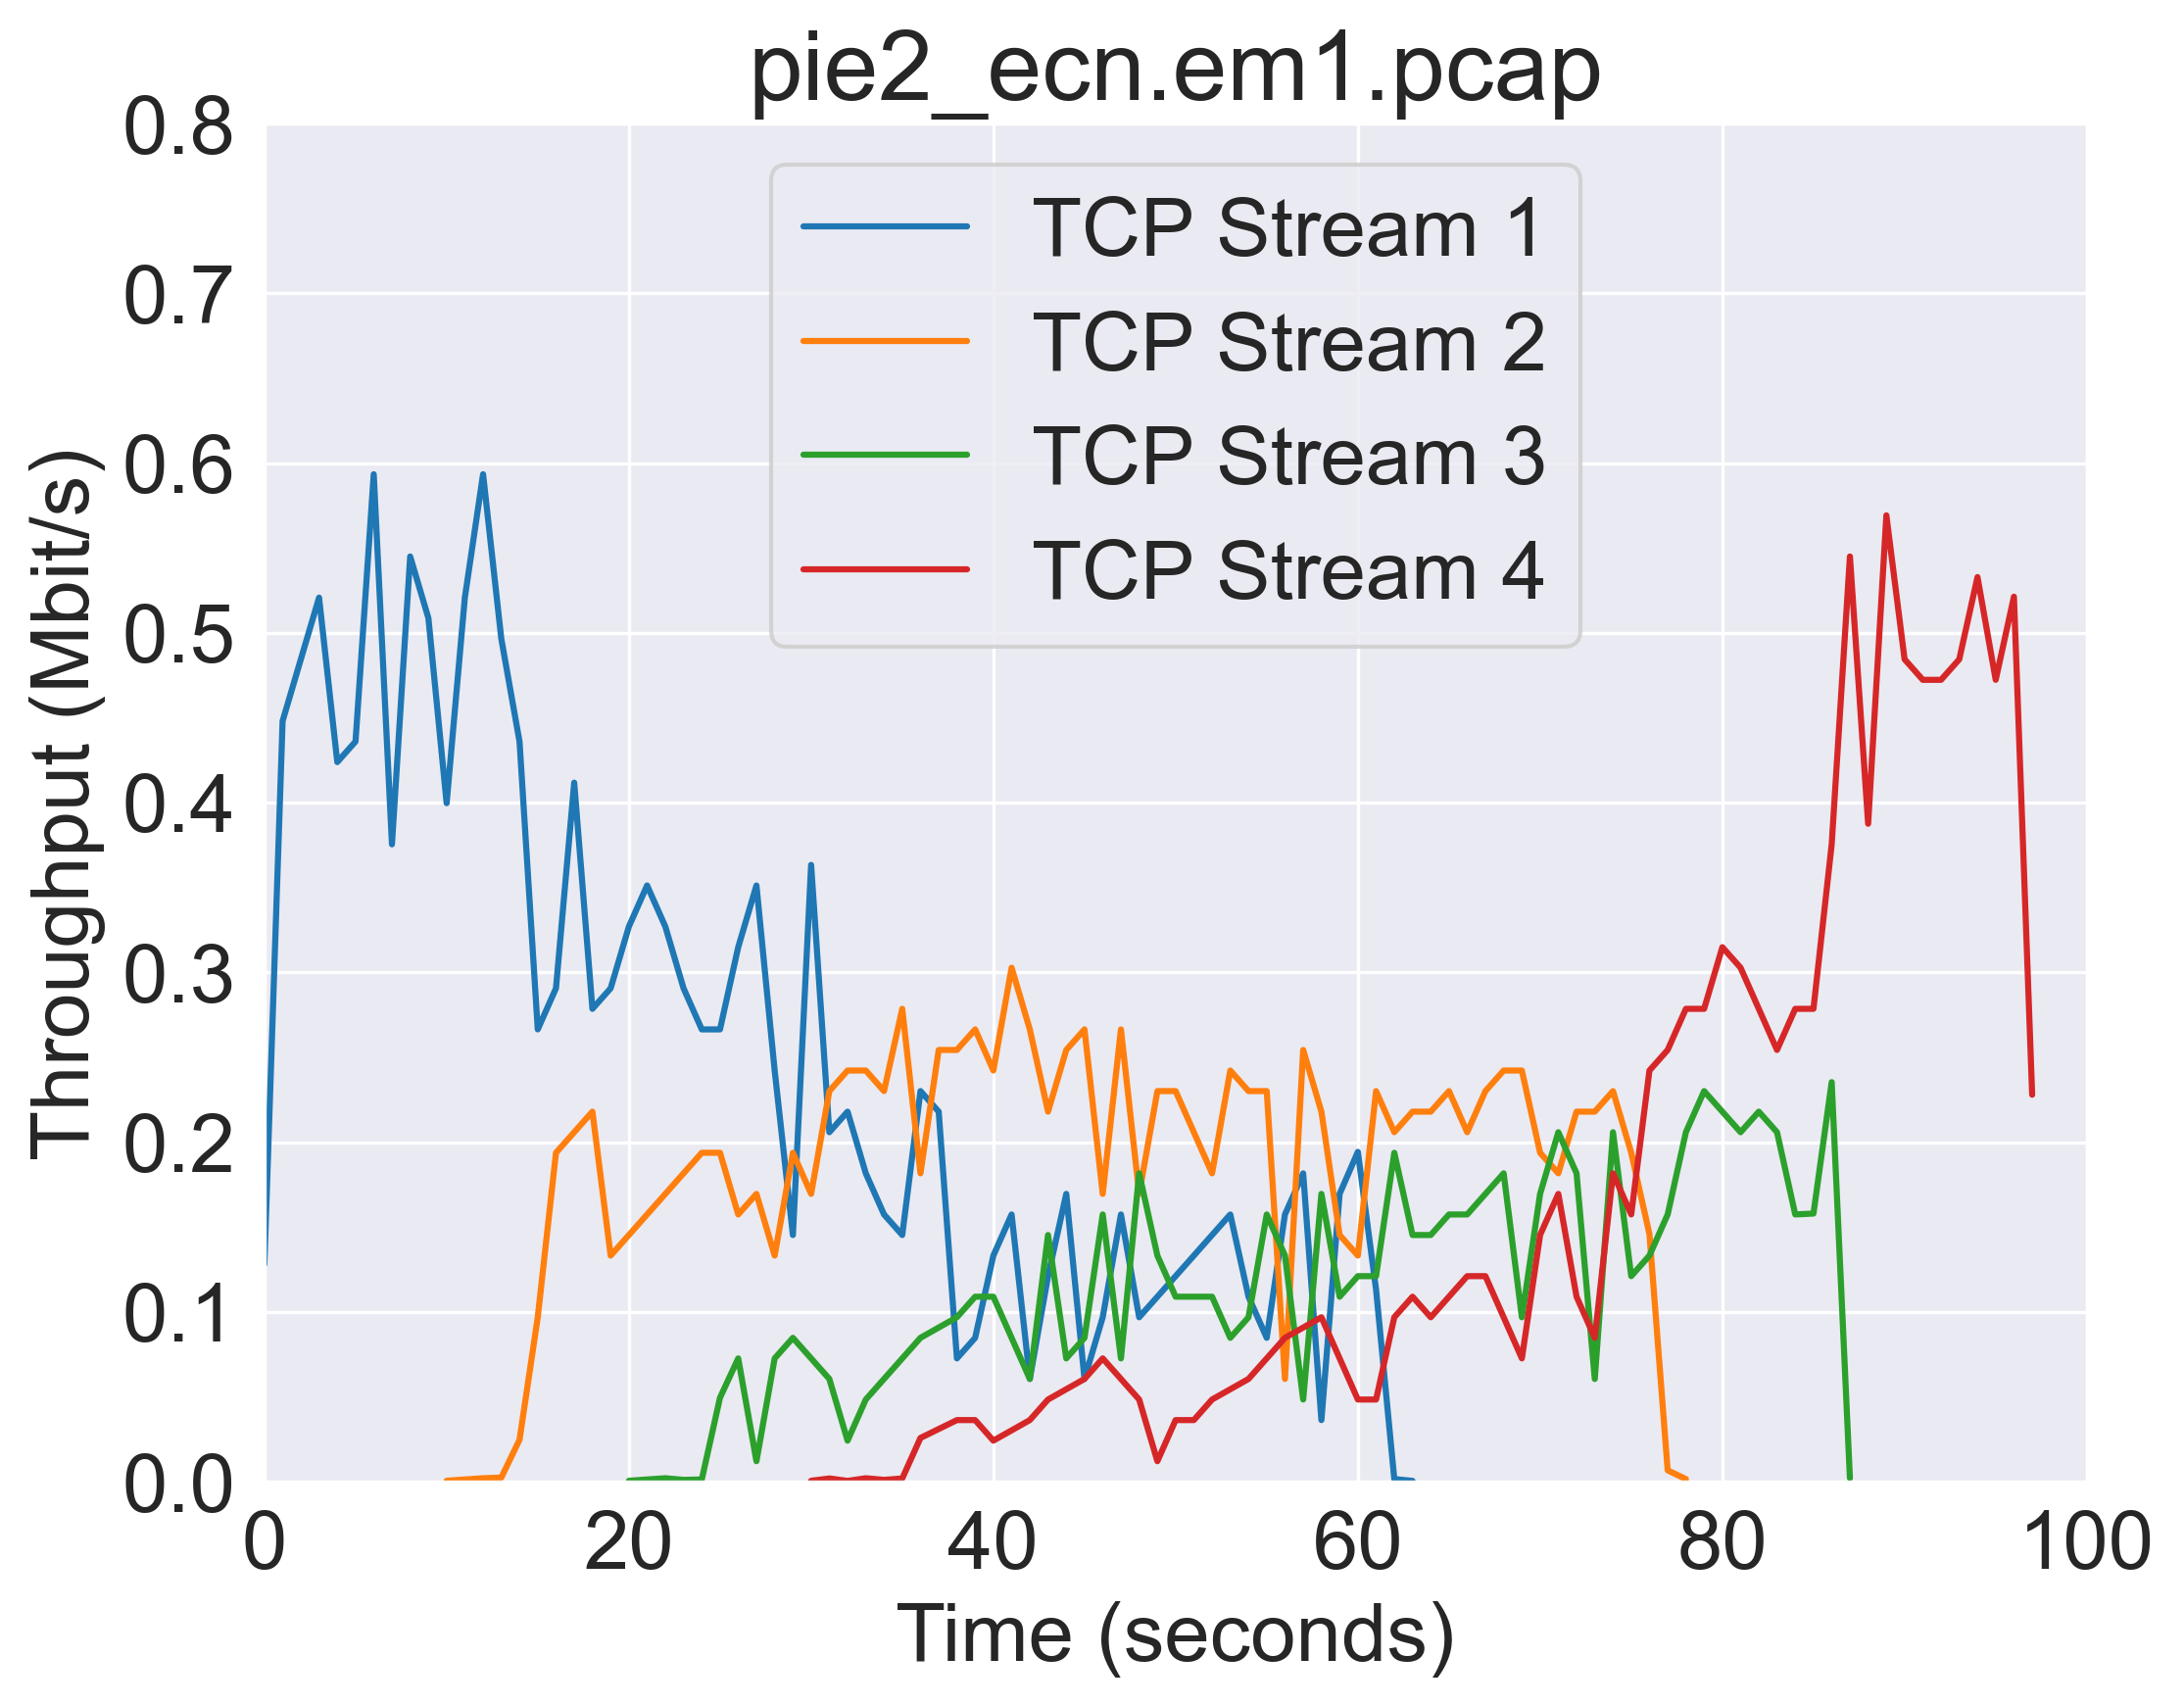 pie2_ecn.em1.pcap
0.8
0.7
0.6
0.5
0.4
0.3
0.2
0.1
0.0
Throughput (Mbit/s)
TCP Stream 1
TCP Stream 2
TCP Stream 3
TCP Stream 4
0 20 40 60 80 100
Time (seconds)